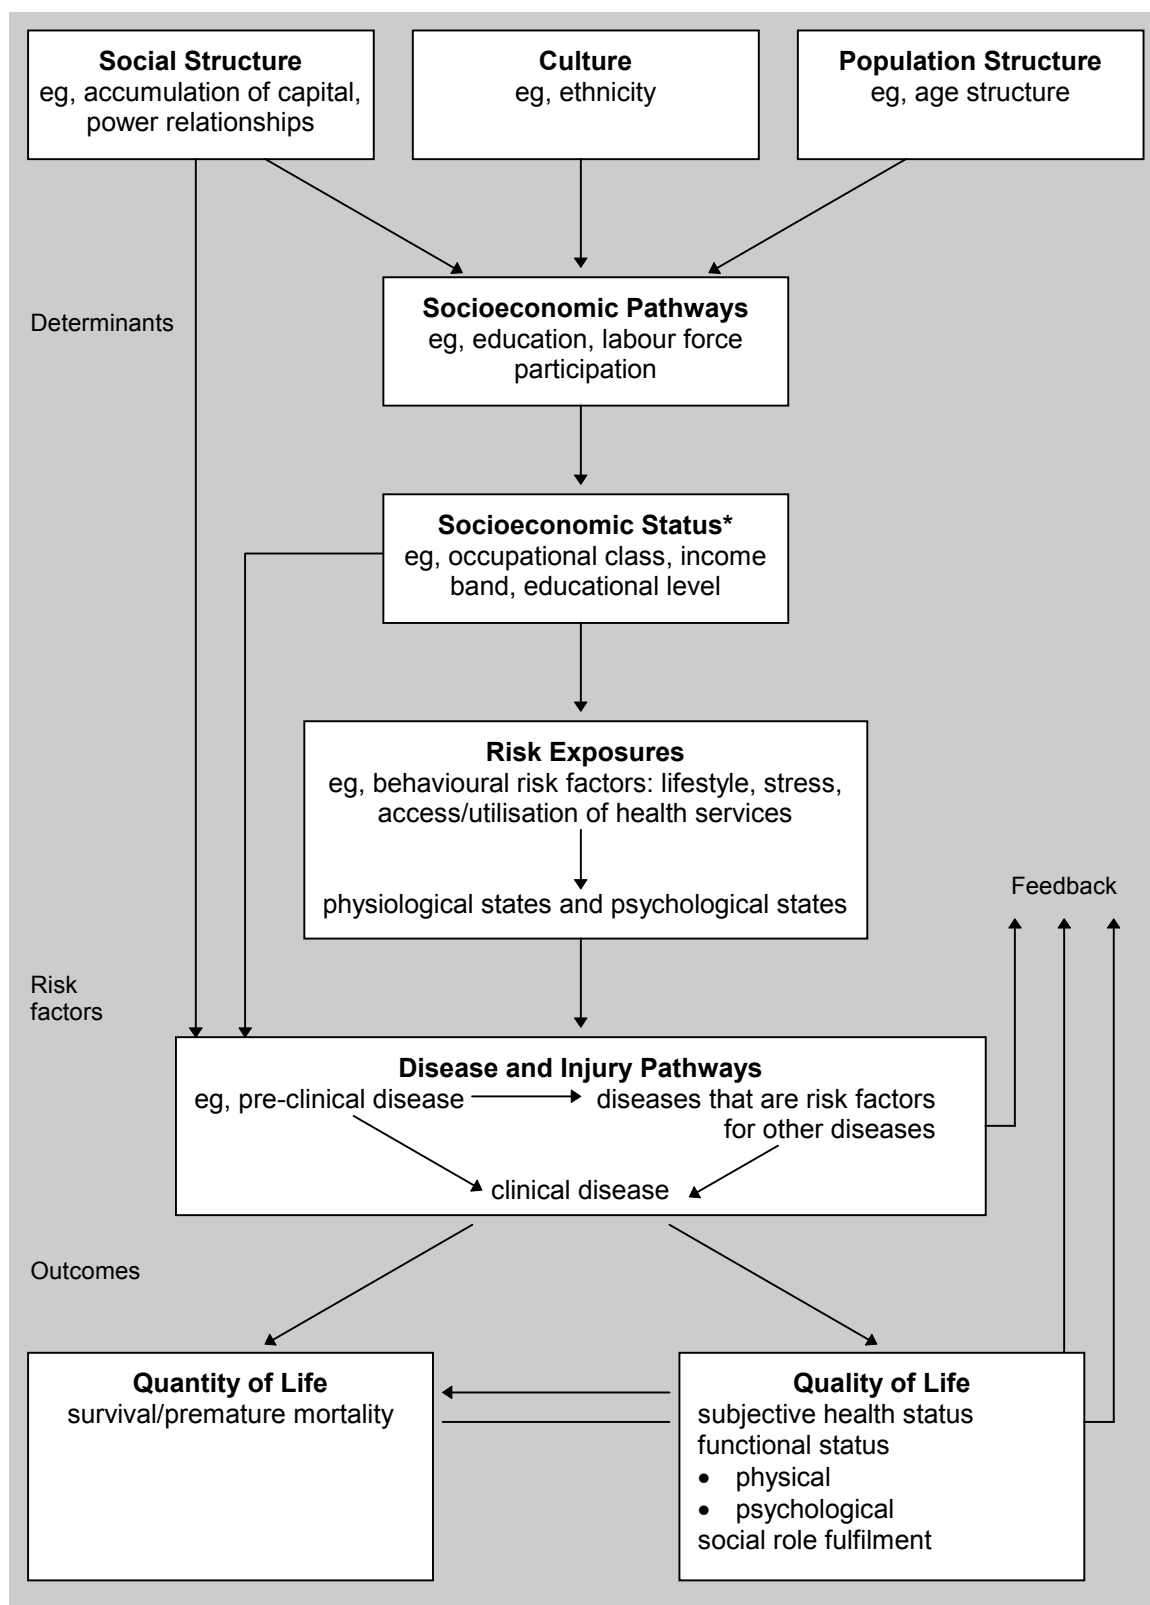 Social Structure
eg, accumulation of capital,
power relationships
Culture
eg, ethnicity
Population Structure
eg, age structure
Determinants
Socioeconomic Pathways
eg, education, labour force
participation
Socioeconomic Status*
eg, occupational class, income
band, educational level
Risk Exposures
eg, behavioural risk factors: lifestyle, stress,
access/utilisation of health services
physiological states and psychological states
Feedback
Risk
factors
Disease and Injury Pathways
eg, pre-clinical disease
diseases that are risk factors
for other diseases
clinical disease
Outcomes
Quantity of Life
survival/premature mortality
Quality of Life
subjective health status
functional status
• physical
• psychological
social role fulfilment